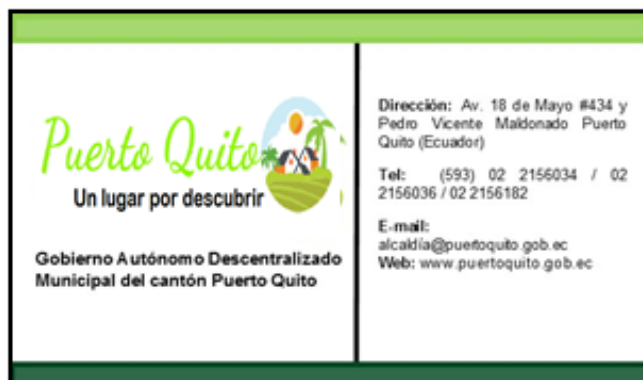 Puerto Quito
Un lugar por descubrir
Gobierno Autónomo Descentralizado
Municipal del cantón Puerto Quito
Dirección: Av. 18 de Mayo #434 y
Pedro Vicente Maldonado Puerto
Quito (Ecuador)
Tel: (593) 02 2156034 / 02
2156036 / 02 2156182
E-mail:
alcaldía@puertoquito.gob.ec
Web: www.puertoquito.gob.ec